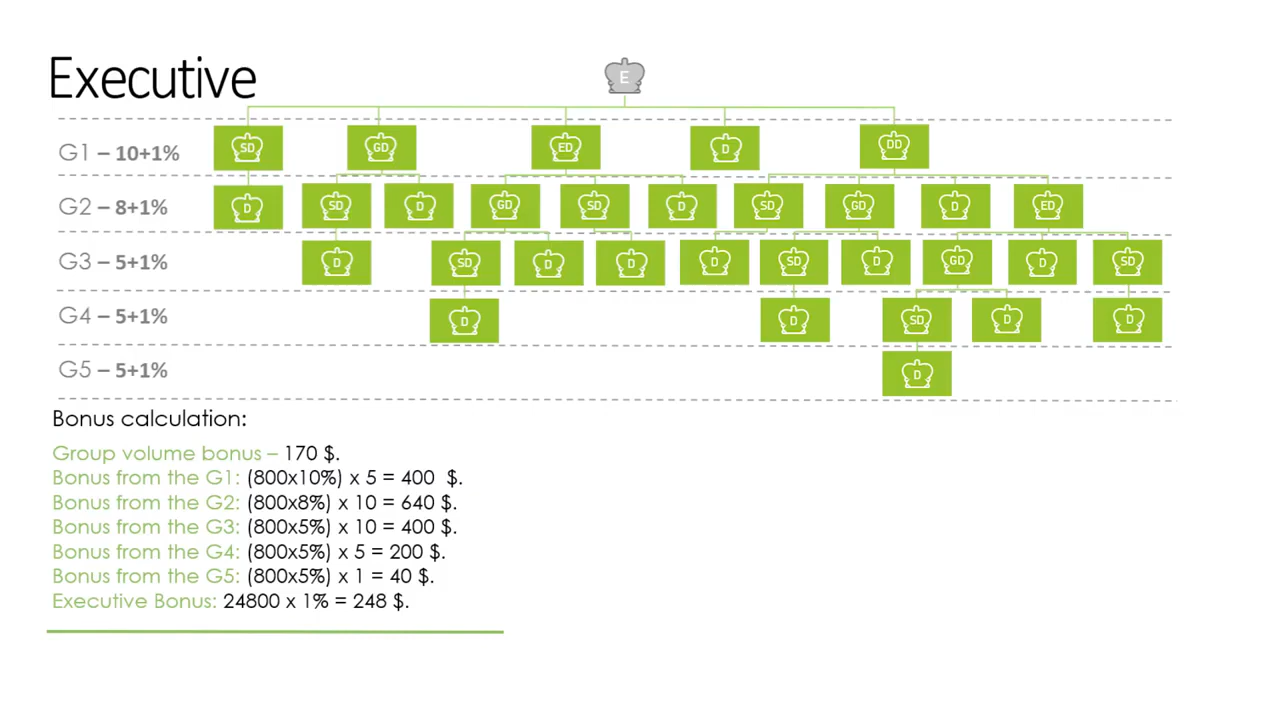 Executive
E
G1 – 10+1% SD GD ED D DD
G2 – 8+1% D SD D GD SD D SD GD D ED
G3 – 5+1% D SD D D D SD D GD D SD
G4 – 5+1% D D SD D D
G5 – 5+1% D
Bonus calculation:
Group volume bonus – 170 $.
Bonus from the G1: (800x10%) x 5 = 400 $.
Bonus from the G2: (800x8%) x 10 = 640 $.
Bonus from the G3: (800x5%) x 10 = 400 $.
Bonus from the G4: (800x5%) x 5 = 200 $.
Bonus from the G5: (800x5%) x 1 = 40 $.
Executive Bonus: 24800 x 1% = 248 $.